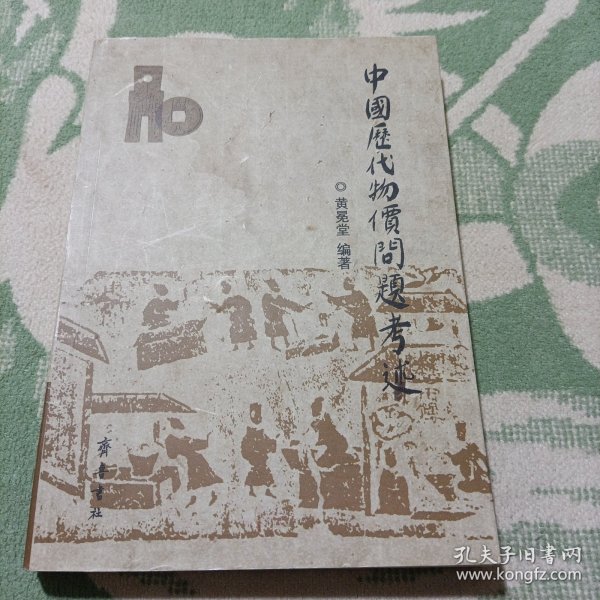 中國歷代物價問題考述
◎黄冕堂 编著
齊魯書社
孔夫子旧书网
www.kongfz.com